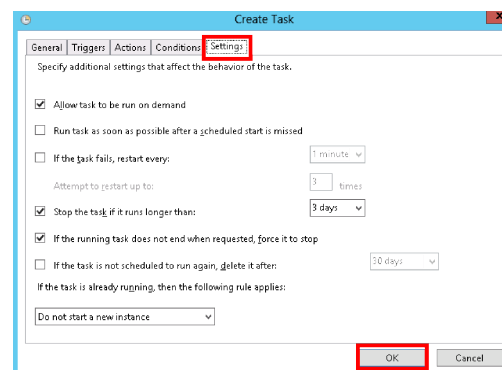 Create Task
General Triggers Actions Conditions Settings
Specify additional settings that affect the behavior of the task.
Allow task to be run on demand
Run task as soon as possible after a scheduled start is missed
If the task fails, restart every: 1 minute
Attempt to restart up to: 3 times
Stop the task if it runs longer than: 3 days
If the running task does not end when requested, force it to stop
If the task is not scheduled to run again, delete it after: 30 days
If the task is already running, then the following rule applies:
Do not start a new instance
OK Cancel